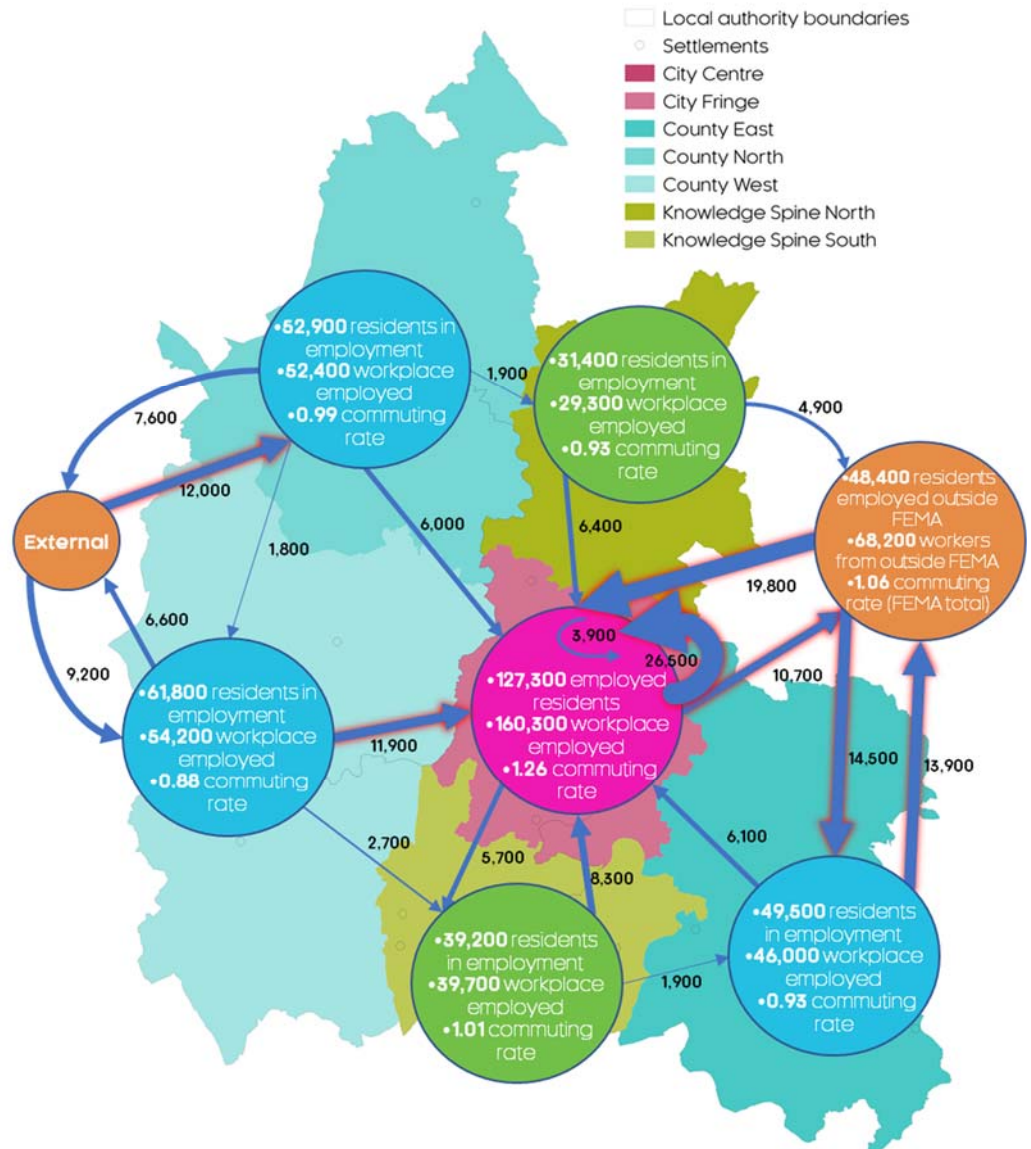 Local authority boundaries
Settlements
City Centre
City Fringe
County East
County North
County West
Knowledge Spine North
Knowledge Spine South
•52,900 residents in
employment
•52,400 workplace
employed
•0.99 commuting
rate
1,900
•31,400 residents
in employment
•29,300 workplace
employed
•0.93 commuting
rate
4,900
7,600
12,000
External
6,000
6,400
•48,400 residents
employed outside
FEMA
•68,200 workers
from outside FEMA
•1.06 commuting
rate (FEMA total)
19,800
1,800
6,600
9,200
3,900
26,500
10,700
•61,800 residents in
employment
•54,200 workplace
employed
•0.88 commuting
rate
11,900
•127,300 employed
residents
•160,300 workplace
employed
•1.26 commuting
rate
14,500
13,900
2,700
5,700
8,300
6,100
•39,200 residents
in employment
•39,700 workplace
employed
•1.01 commuting
rate
1,900
•49,500 residents
in employment
•46,000 workplace
employed
•0.93 commuting
rate